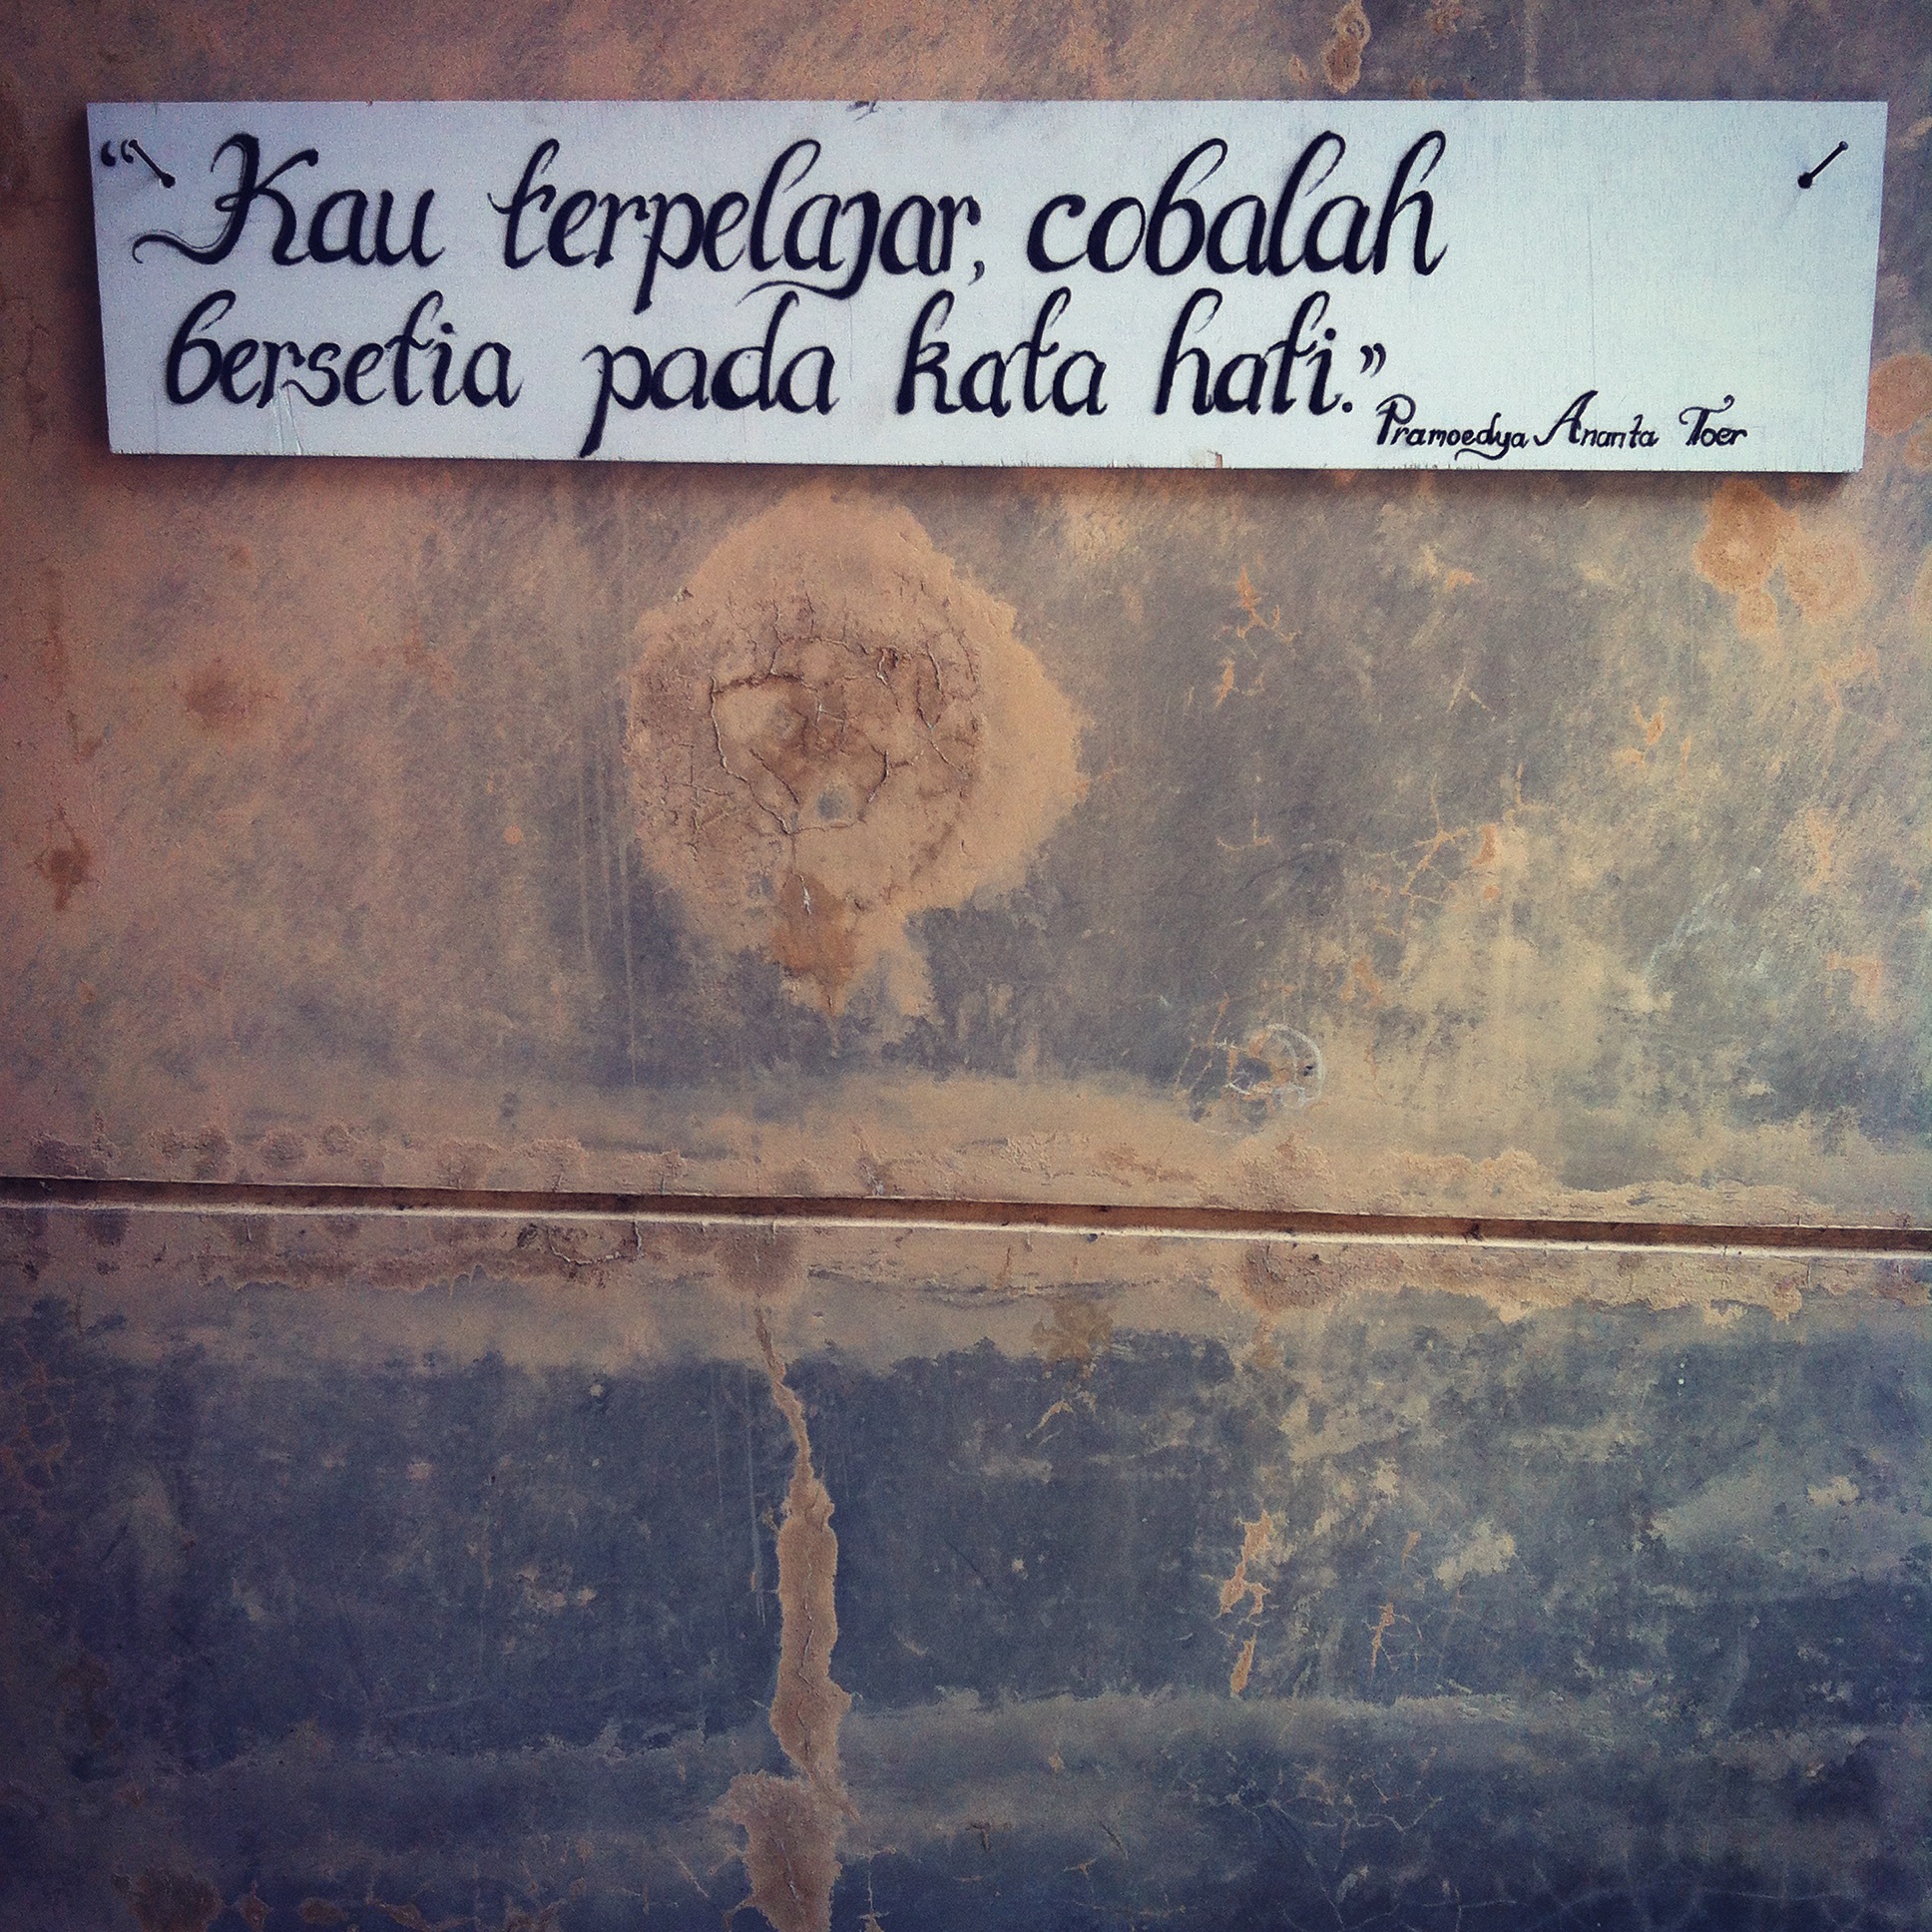 “Kau terpelajar, cobalah
bersetia pada kata hati.”
Pramoedya Ananta Toer